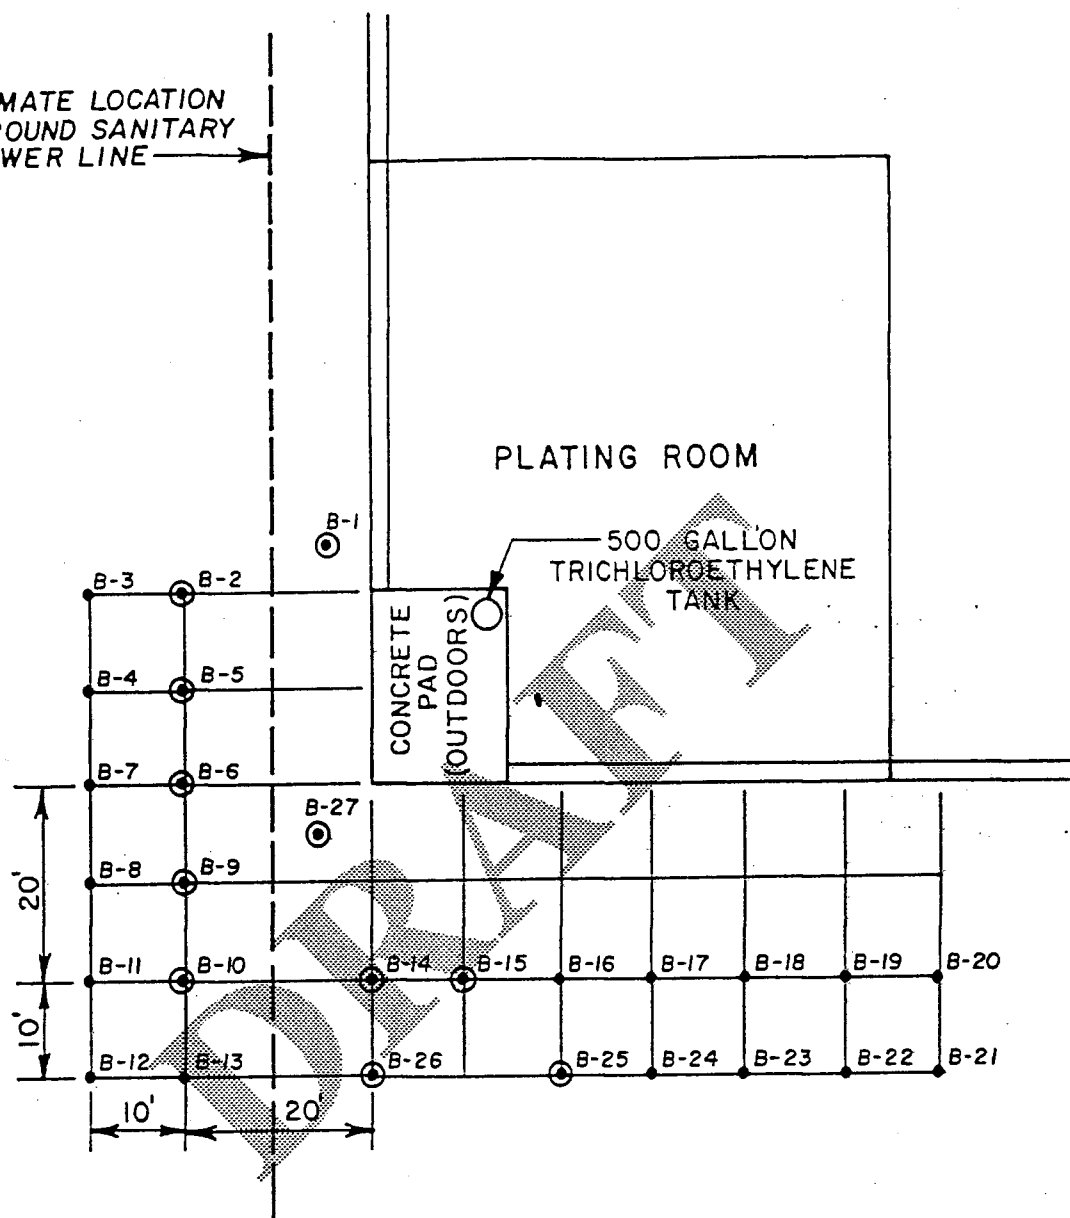 MATE LOCATION
OUND SANITARY
WER LINE
PLATING ROOM
B-1
500 GALLON
TRICHLOROETHYLENE
TANK
B-3
B-2
CONCRETE
PAD
(OUTDOORS)
B-4
B-5
B-7
B-6
B-27
B-8
B-9
20'
B-11
B-10
B-14
B-15
B-16
B-17
B-18
B-19
B-20
10'
B-12
B-13
B-26
B-25
B-24
B-23
B-22
B-21
10'
20'
DRAFT